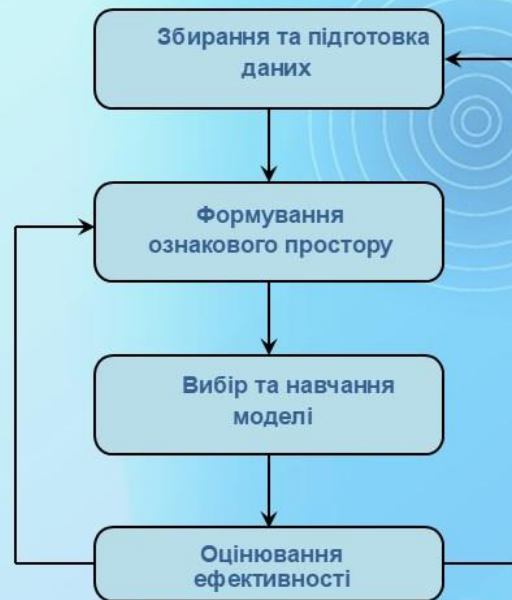 Збирання та підготовка
даних
Формування
ознакового простору
Вибір та навчання
моделі
Оцінювання
ефективності